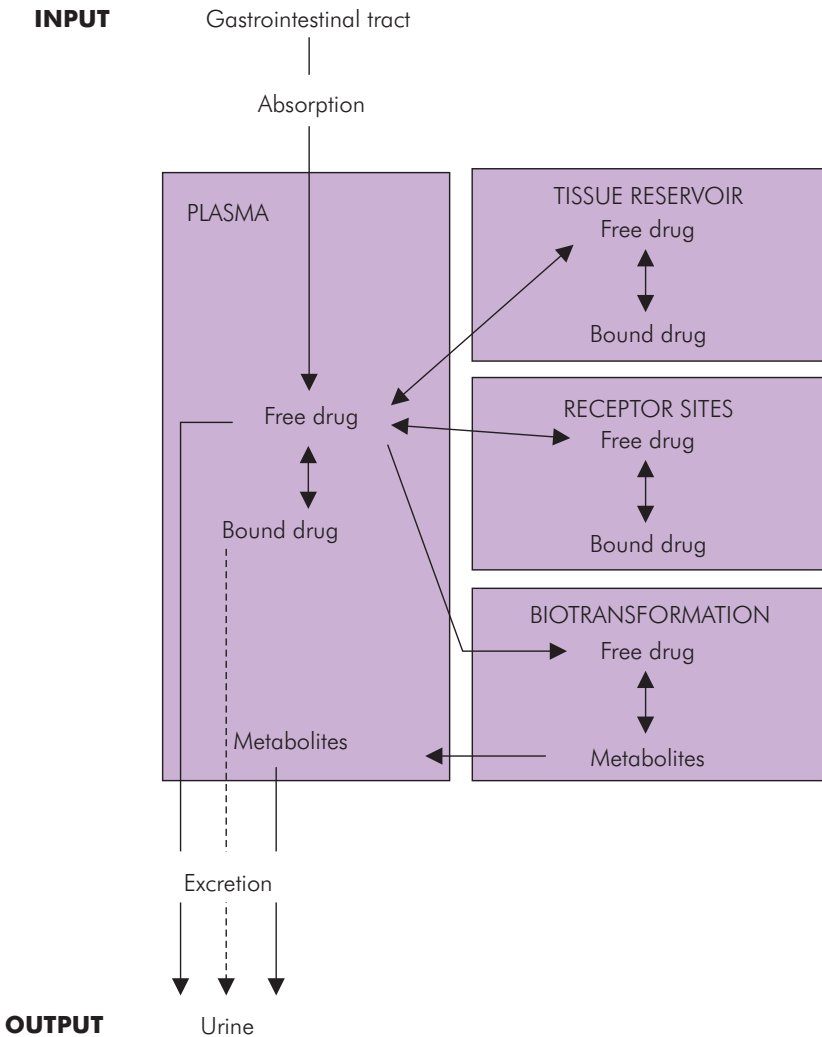 INPUT
Gastrointestinal tract
Absorption
PLASMA
Free drug
Bound drug
Metabolites
TISSUE RESERVOIR
Free drug
Bound drug
RECEPTOR SITES
Free drug
Bound drug
BIOTRANSFORMATION
Free drug
Metabolites
Excretion
OUTPUT
Urine